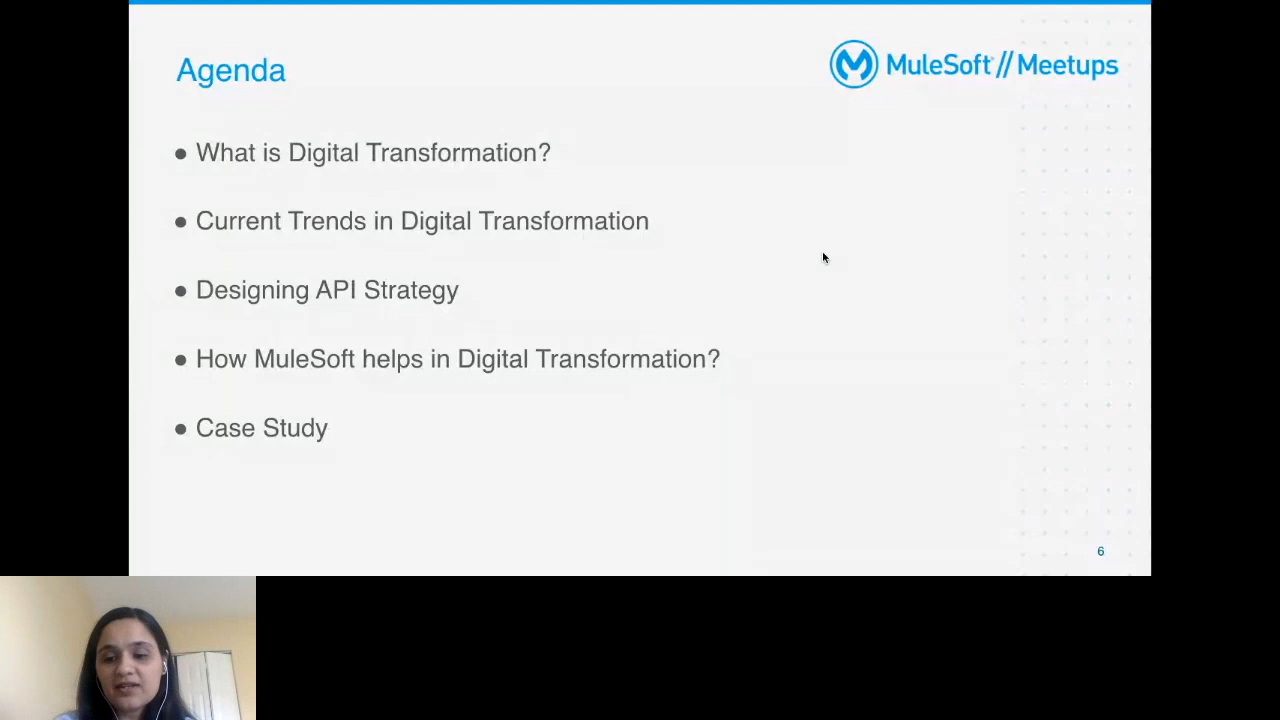 Agenda
MuleSoft // Meetups
● What is Digital Transformation?
● Current Trends in Digital Transformation
● Designing API Strategy
● How MuleSoft helps in Digital Transformation?
● Case Study
6